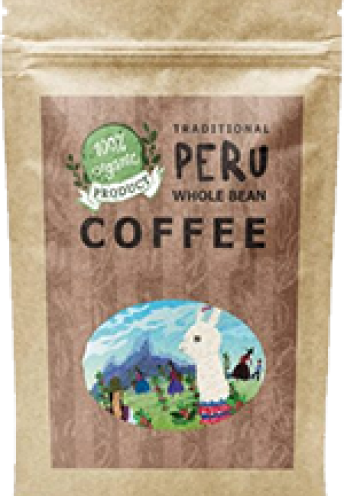 100%
organic
PRODUCT
TRADITIONAL
PERU
WHOLE BEAN
COFFEE